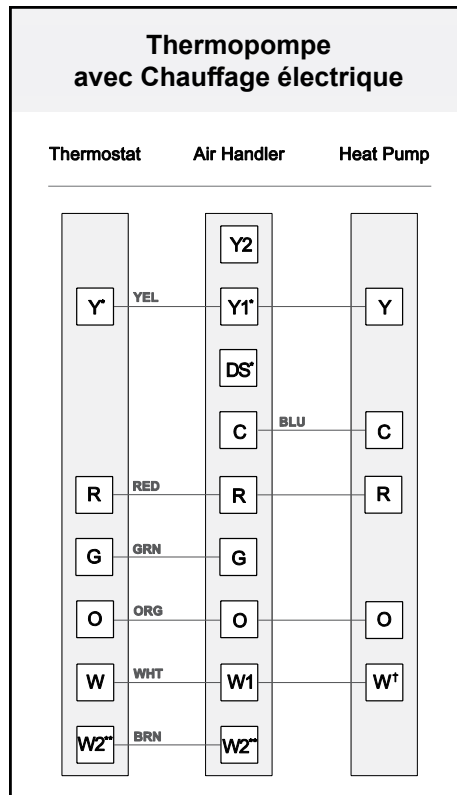 Thermopompe
avec Chauffage électrique
Thermostat Air Handler Heat Pump
Y2
Y* YEL Y1* Y
DS*
C BLU C
R RED R R
G GRN G
O ORG O O
W WHT W1 W†
W2** BRN W2**